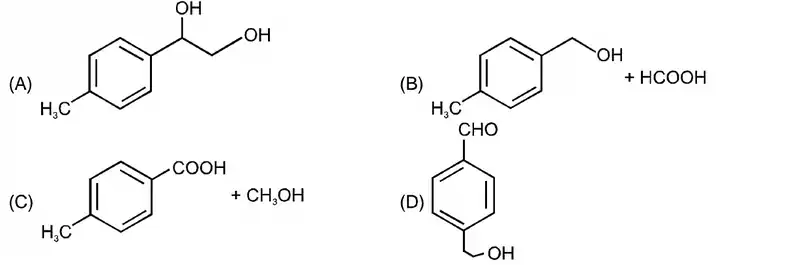 OH
OH
(A)
H₃C
OH
(B)
+ HCOOH
H₃C
CHO
COOH
(C)
+ CH₃OH
H₃C
(D)
OH